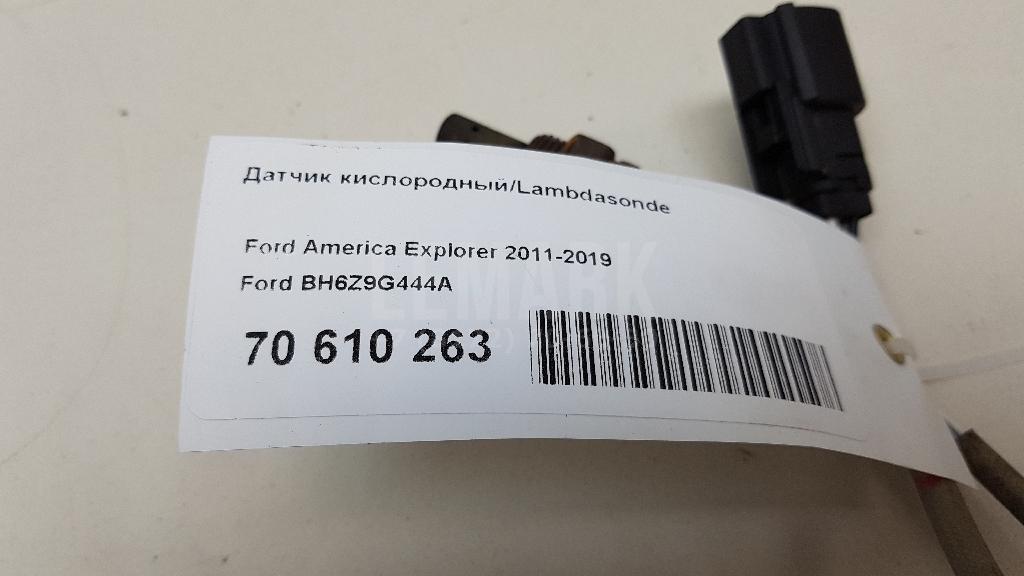 Датчик кислородный/Lambdasonde
Ford America Explorer 2011-2019
Ford BH6Z9G444A
70 610 263